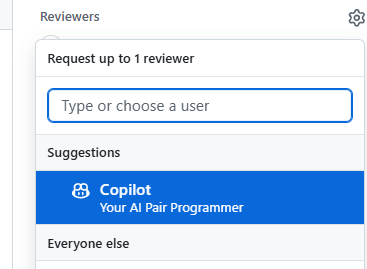 Reviewers
Request up to 1 reviewer
Type or choose a user
Suggestions
Copilot
Your AI Pair Programmer
Everyone else